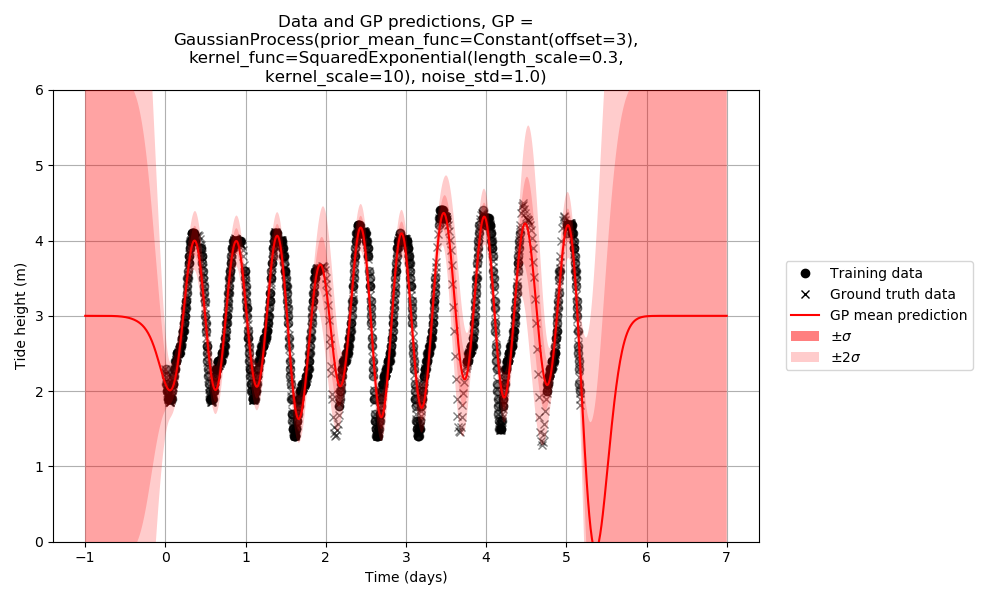 Data and GP predictions, GP =
GaussianProcess(prior_mean_func=Constant(offset=3),
kernel_func=SquaredExponential(length_scale=0.3,
kernel_scale=10), noise_std=1.0)
6
5
4
3
2
1
0
Tide height (m)
−1 0 1 2 3 4 5 6 7
Time (days)
Training data
Ground truth data
GP mean prediction
±σ
±2σ